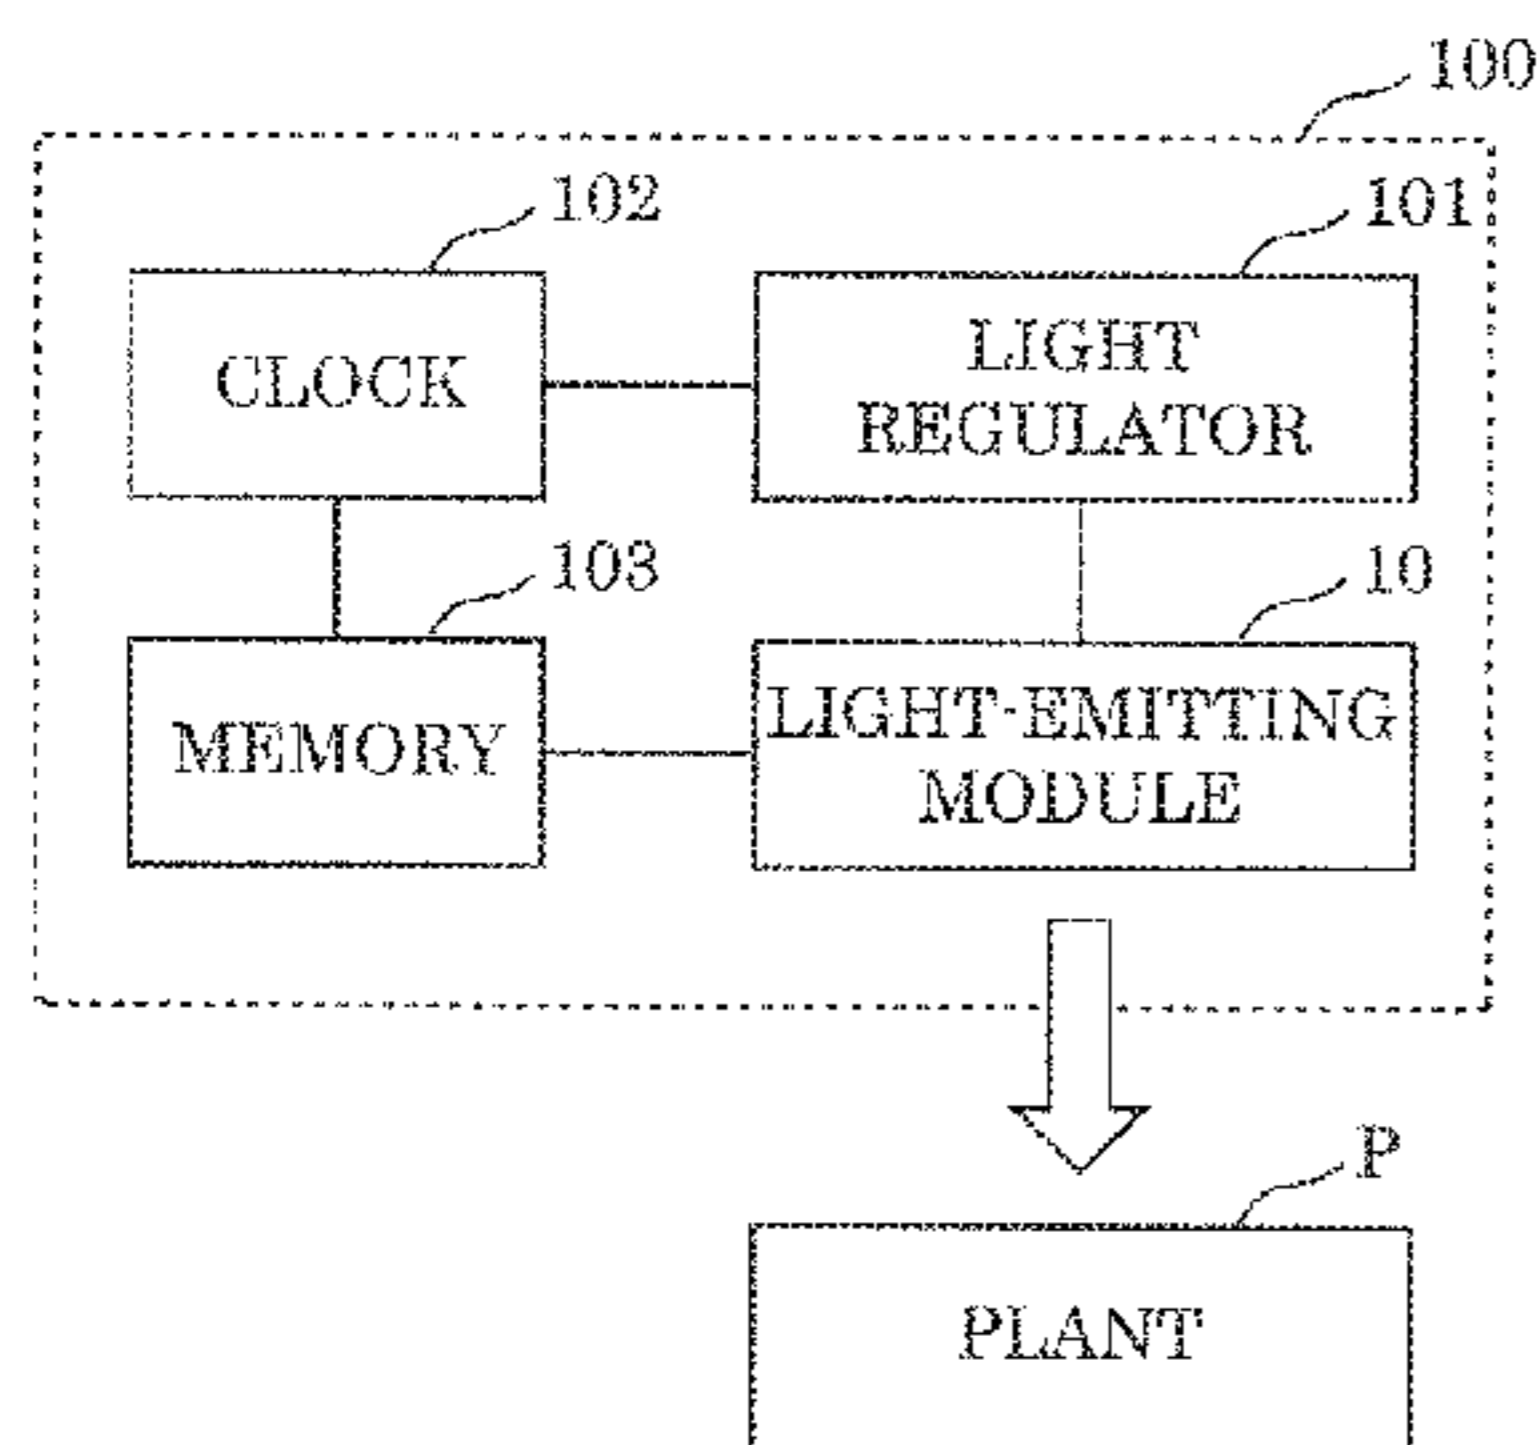 100
102
101
CLOCK
LIGHT
REGULATOR
103
10
MEMORY
LIGHT-EMITTING
MODULE
P
PLANT